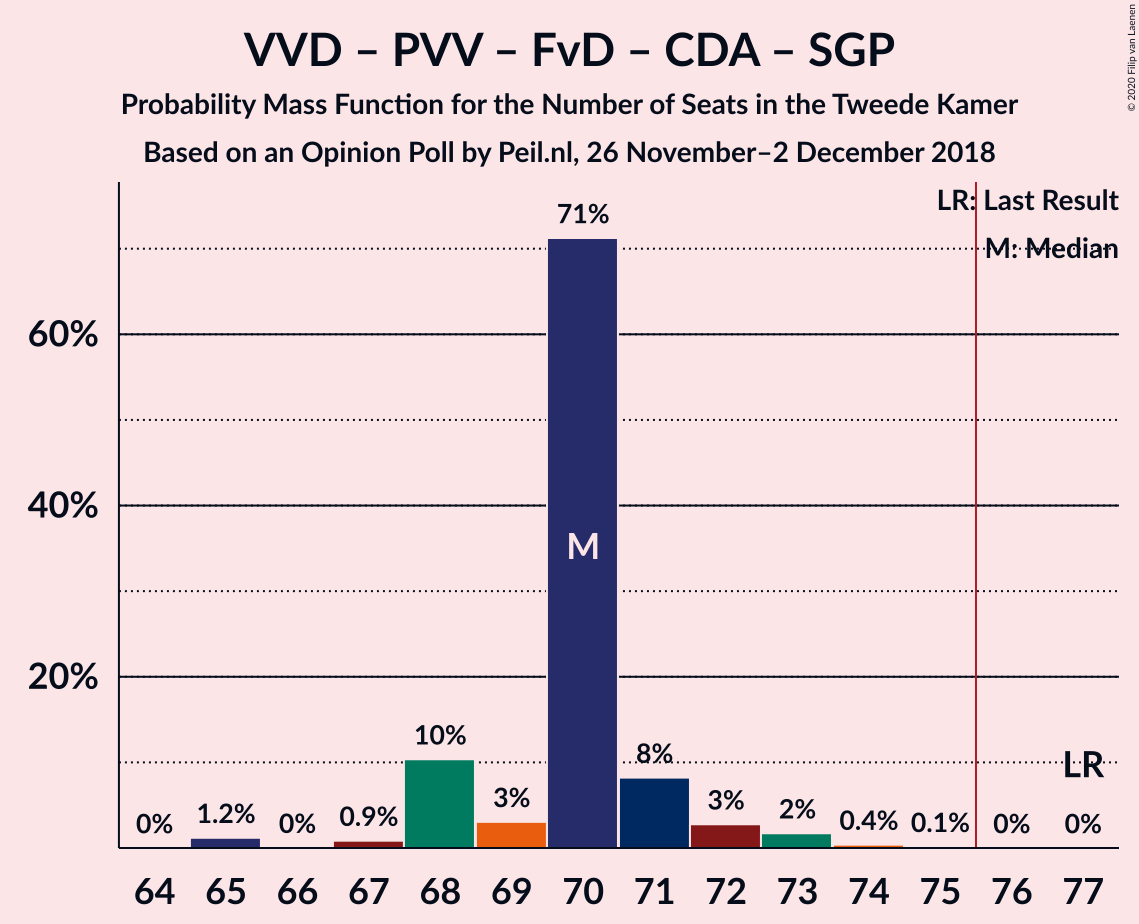 VVD – PVV – FvD – CDA – SGP
Probability Mass Function for the Number of Seats in the Tweede Kamer
Based on an Opinion Poll by Peil.nl, 26 November–2 December 2018
© 2020 Filip van Laenen
LR: Last Result
M: Median
71%
60%
40%
M
20%
10%
8%
LR
0%
1.2%
0%
0.9%
3%
3%
2%
0.4%
0.1%
0%
0%
64 65 66 67 68 69 70 71 72 73 74 75 76 77